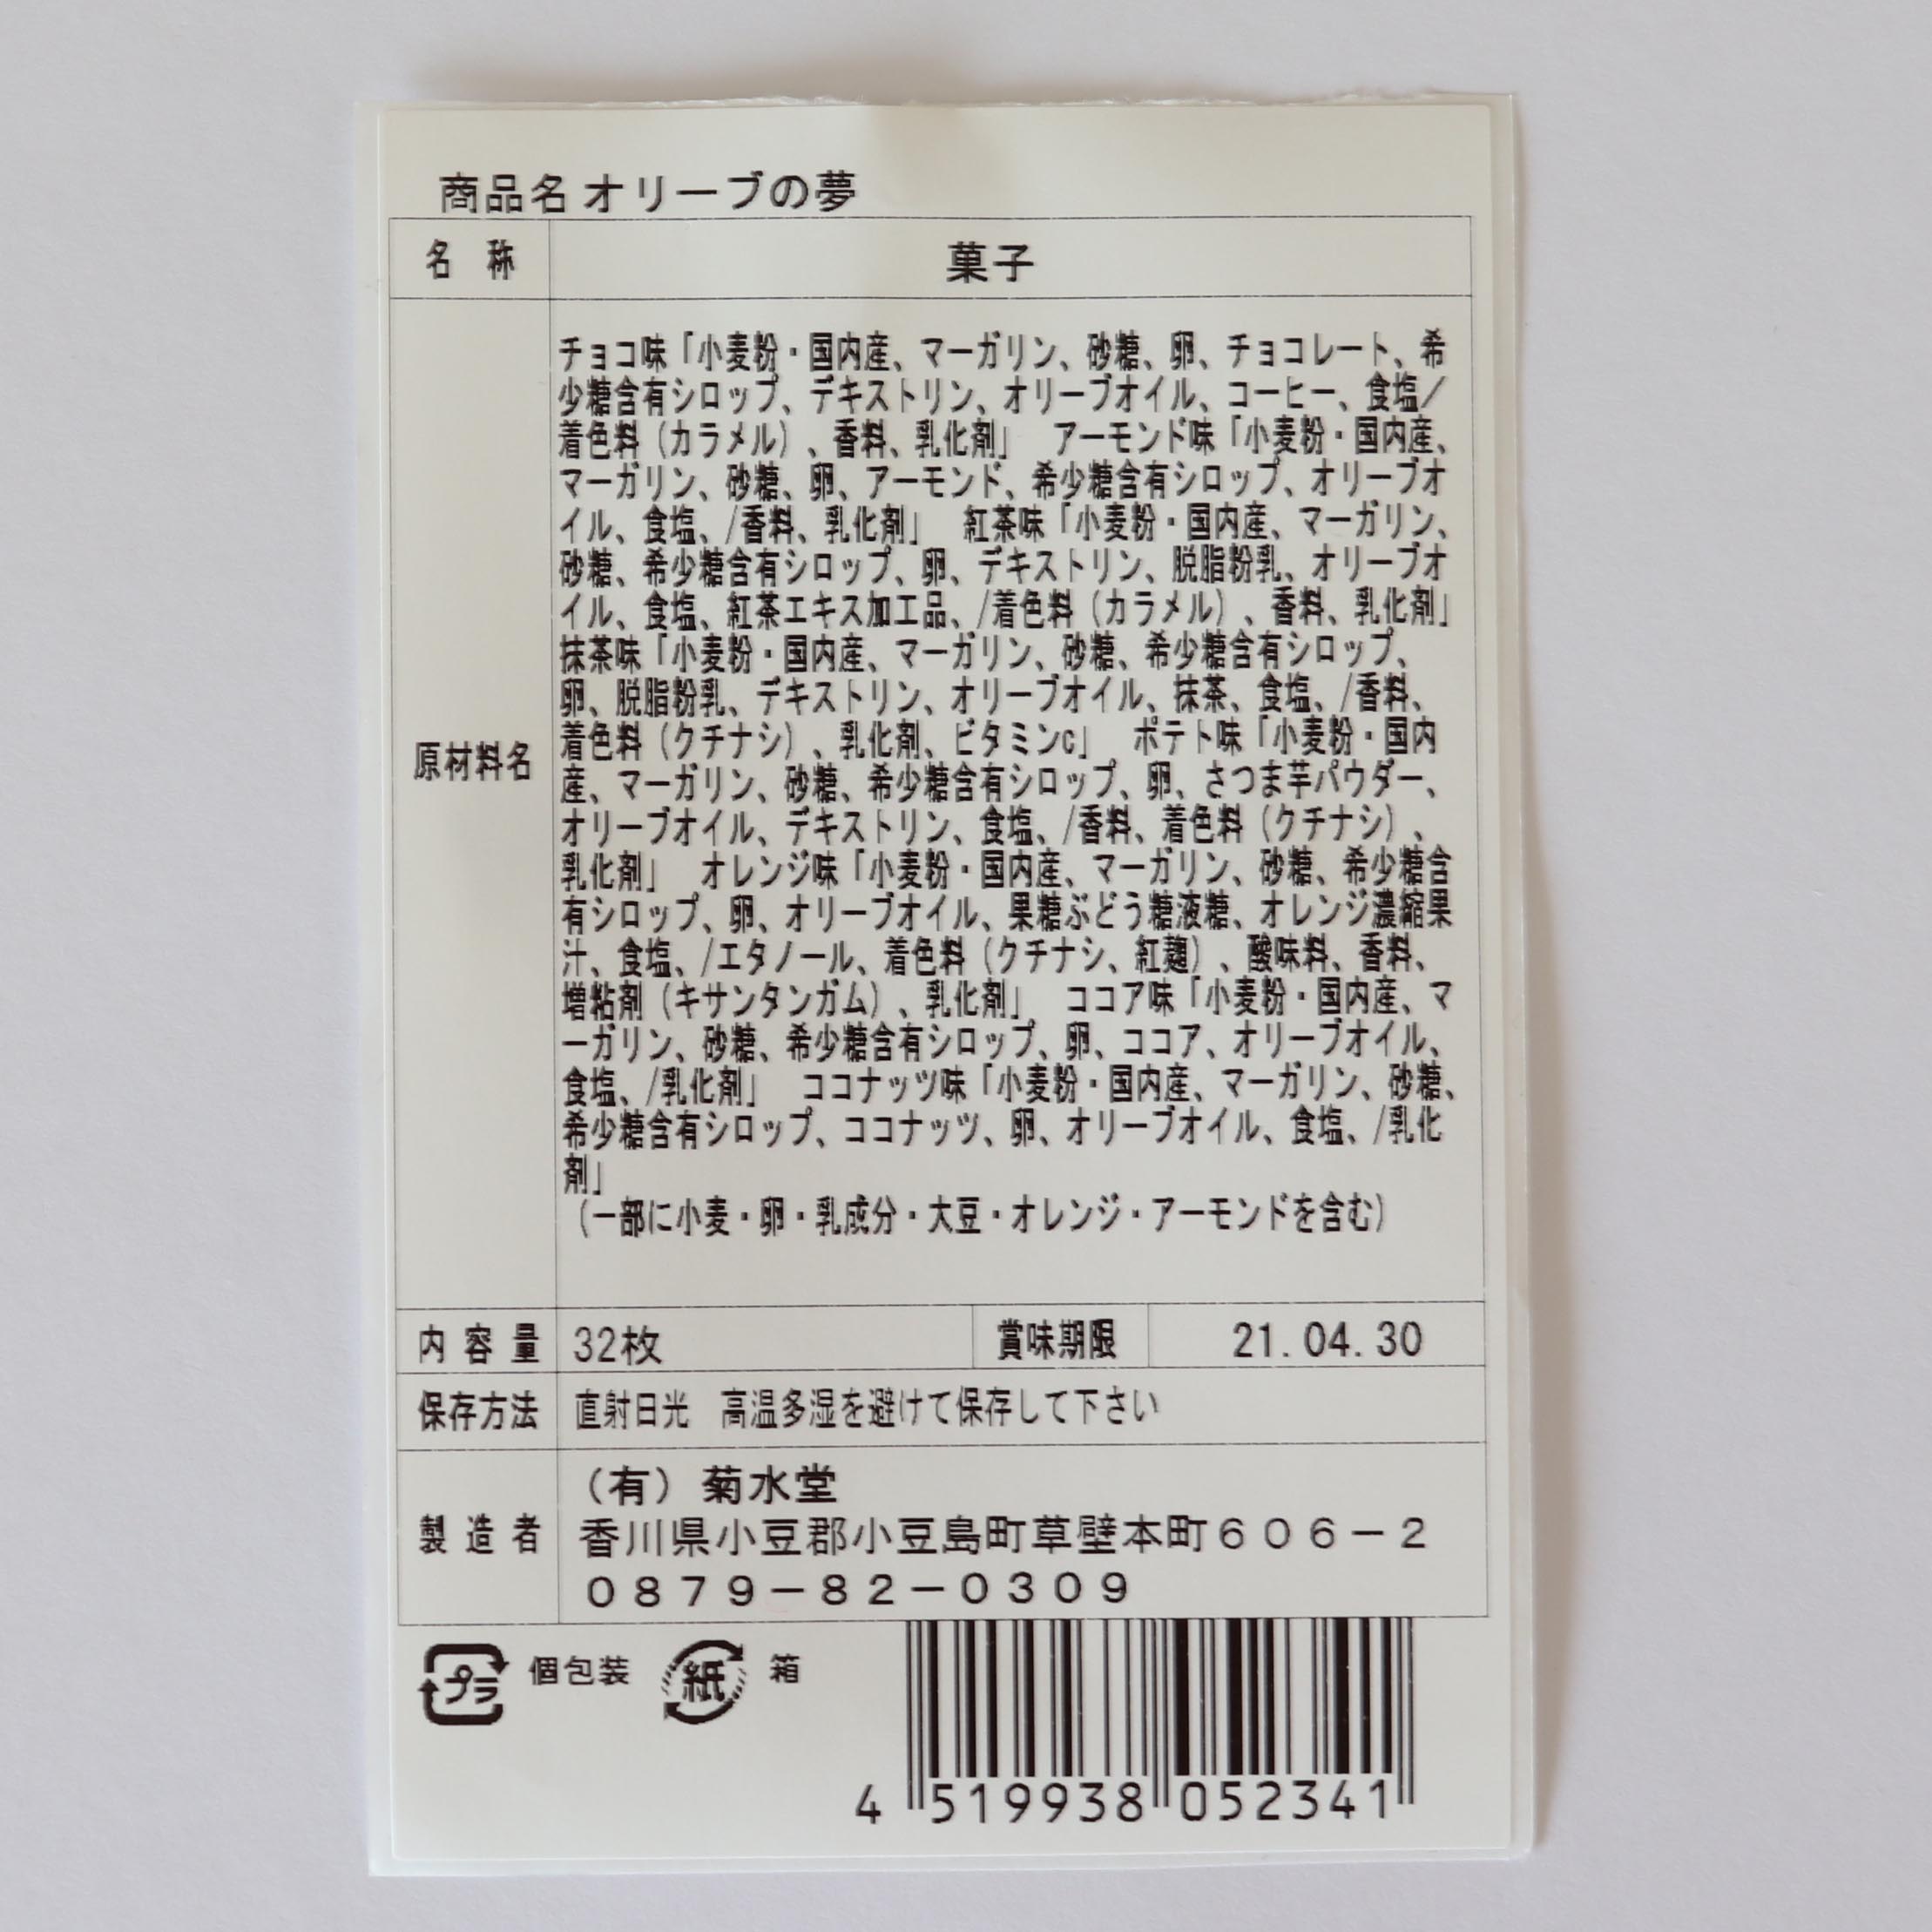 商品名 オリーブの夢
名 称 菓子
原材料名
チョコ味「小麦粉・国内産、マーガリン、砂糖、卵、チョコレート、希
少糖含有シロップ、デキストリン、オリーブオイル、コーヒー、食塩／
着色料（カラメル）、香料、乳化剤」　アーモンド味「小麦粉・国内産、
マーガリン、砂糖、卵、アーモンド、希少糖含有シロップ、オリーブオ
イル、食塩、/香料、乳化剤」　紅茶味「小麦粉・国内産、マーガリン、
砂糖、希少糖含有シロップ、卵、デキストリン、脱脂粉乳、オリーブオ
イル、食塩、紅茶エキス加工品、/着色料（カラメル）、香料、乳化剤」
抹茶味「小麦粉・国内産、マーガリン、砂糖、希少糖含有シロップ、
卵、脱脂粉乳、デキストリン、オリーブオイル、抹茶、食塩、/香料、
着色料（クチナシ）、乳化剤、ビタミンc」　ポテト味「小麦粉・国内
産、マーガリン、砂糖、希少糖含有シロップ、卵、さつま芋パウダー、
オリーブオイル、デキストリン、食塩、/香料、着色料（クチナシ）、
乳化剤」　オレンジ味「小麦粉・国内産、マーガリン、砂糖、希少糖含
有シロップ、卵、オリーブオイル、果糖ぶどう糖液糖、オレンジ濃縮果
汁、食塩、/エタノール、着色料（クチナシ、紅麹）、酸味料、香料、
増粘剤（キサンタンガム）、乳化剤」　ココア味「小麦粉・国内産、マ
ーガリン、砂糖、希少糖含有シロップ、卵、ココア、オリーブオイル、
食塩、/乳化剤」　ココナッツ味「小麦粉・国内産、マーガリン、砂糖、
希少糖含有シロップ、ココナッツ、卵、オリーブオイル、食塩、/乳化
剤」
（一部に小麦・卵・乳成分・大豆・オレンジ・アーモンドを含む）
内 容 量 32枚 賞味期限 21.04.30
保存方法 直射日光　高温多湿を避けて保存して下さい
製 造 者
（有）菊水堂
香川県小豆郡小豆島町草壁本町６０６－２
０８７９－８２－０３０９
プラ 個包装 紙 箱
4 519938 052341